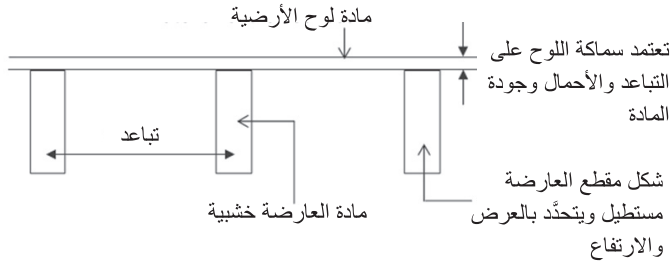 مادة لوح الأرضية
تعتمد سماكة اللوح على
التباعد والأحمال وجودة
المادة
تباعد
مادة العارضة خشبية
شكل مقطع العارضة
مستطيل ويتحدَّد بالعرض
والارتفاع